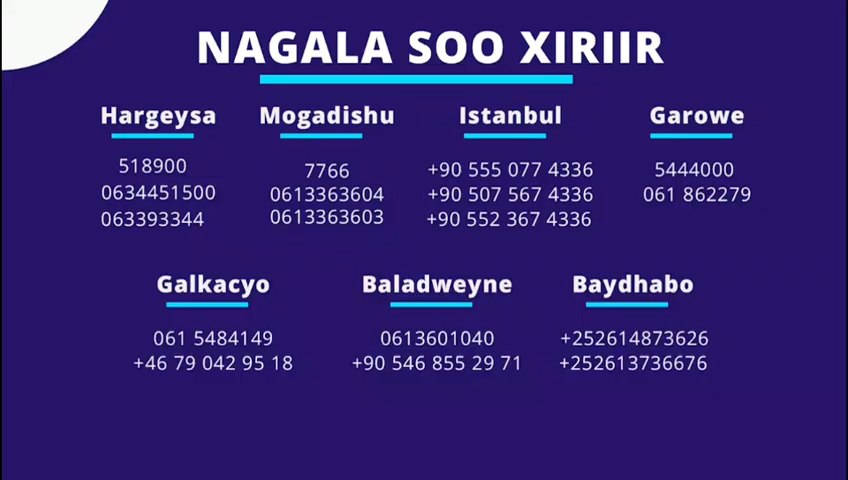 NAGALA SOO XIRIIR
Hargeysa
518900
0634451500
063393344
Mogadishu
7766
0613363604
0613363603
Istanbul
+90 555 077 4336
+90 507 567 4336
+90 552 367 4336
Garowe
5444000
061 862279
Galkacyo
061 5484149
+46 79 042 95 18
Baladweyne
0613601040
+90 546 855 29 71
Baydhabo
+252614873626
+252613736676